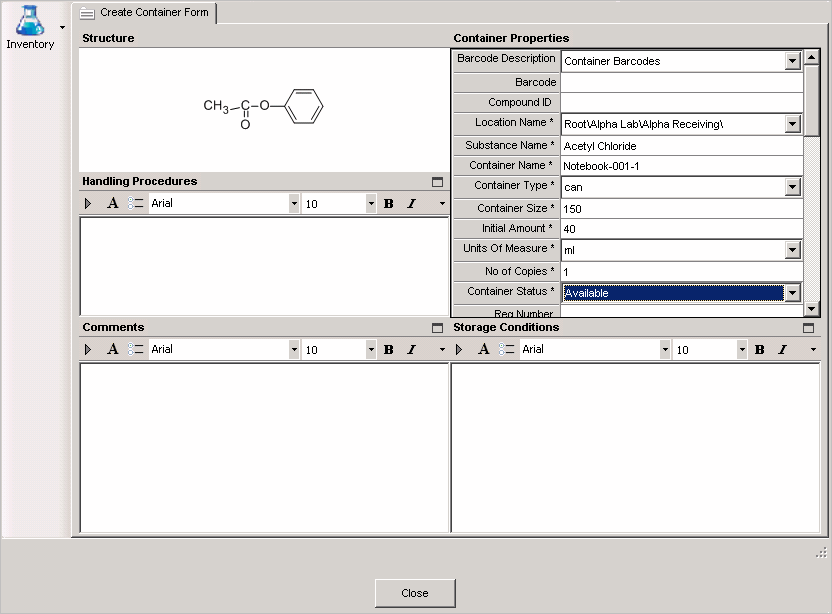 Inventory
Create Container Form
Structure
CH3 C O
O
Handling Procedures
Arial 10 B I
Comments
Arial 10 B I
Container Properties
Barcode Description Container Barcodes
Barcode
Compound ID
Location Name * Root\Alpha Lab\Alpha Receiving\
Substance Name * Acetyl Chloride
Container Name * Notebook-001-1
Container Type * can
Container Size * 150
Initial Amount * 40
Units Of Measure * ml
No of Copies * 1
Container Status * Available
Reg Number
Storage Conditions
Arial 10 B I
Close